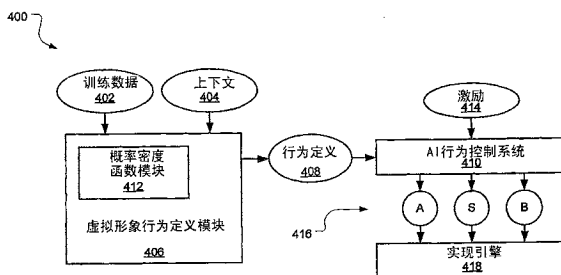 400
训练数据
402
上下文
404
概率密度
函数模块
412
虚拟形象行为定义模块
406
行为定义
408
激励
414
AI行为控制系统
410
A S B
416
实现引擎
418